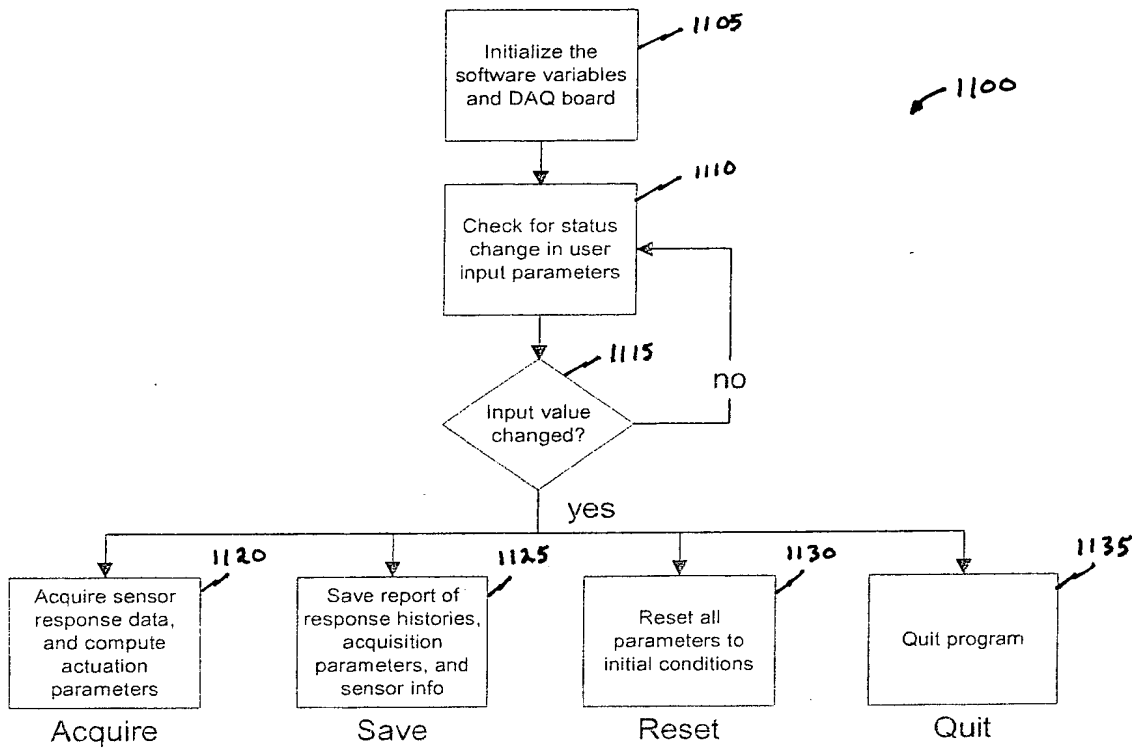 1105
Initialize the
software variables
and DAQ board
1100
1110
Check for status
change in user
input parameters
1115
no
Input value
changed?
yes
1120
1125
1130
1135
Acquire sensor
response data,
and compute
actuation
parameters
Save report of
response histories,
acquisition
parameters, and
sensor info
Reset all
parameters to
initial conditions
Quit program
Acquire
Save
Reset
Quit